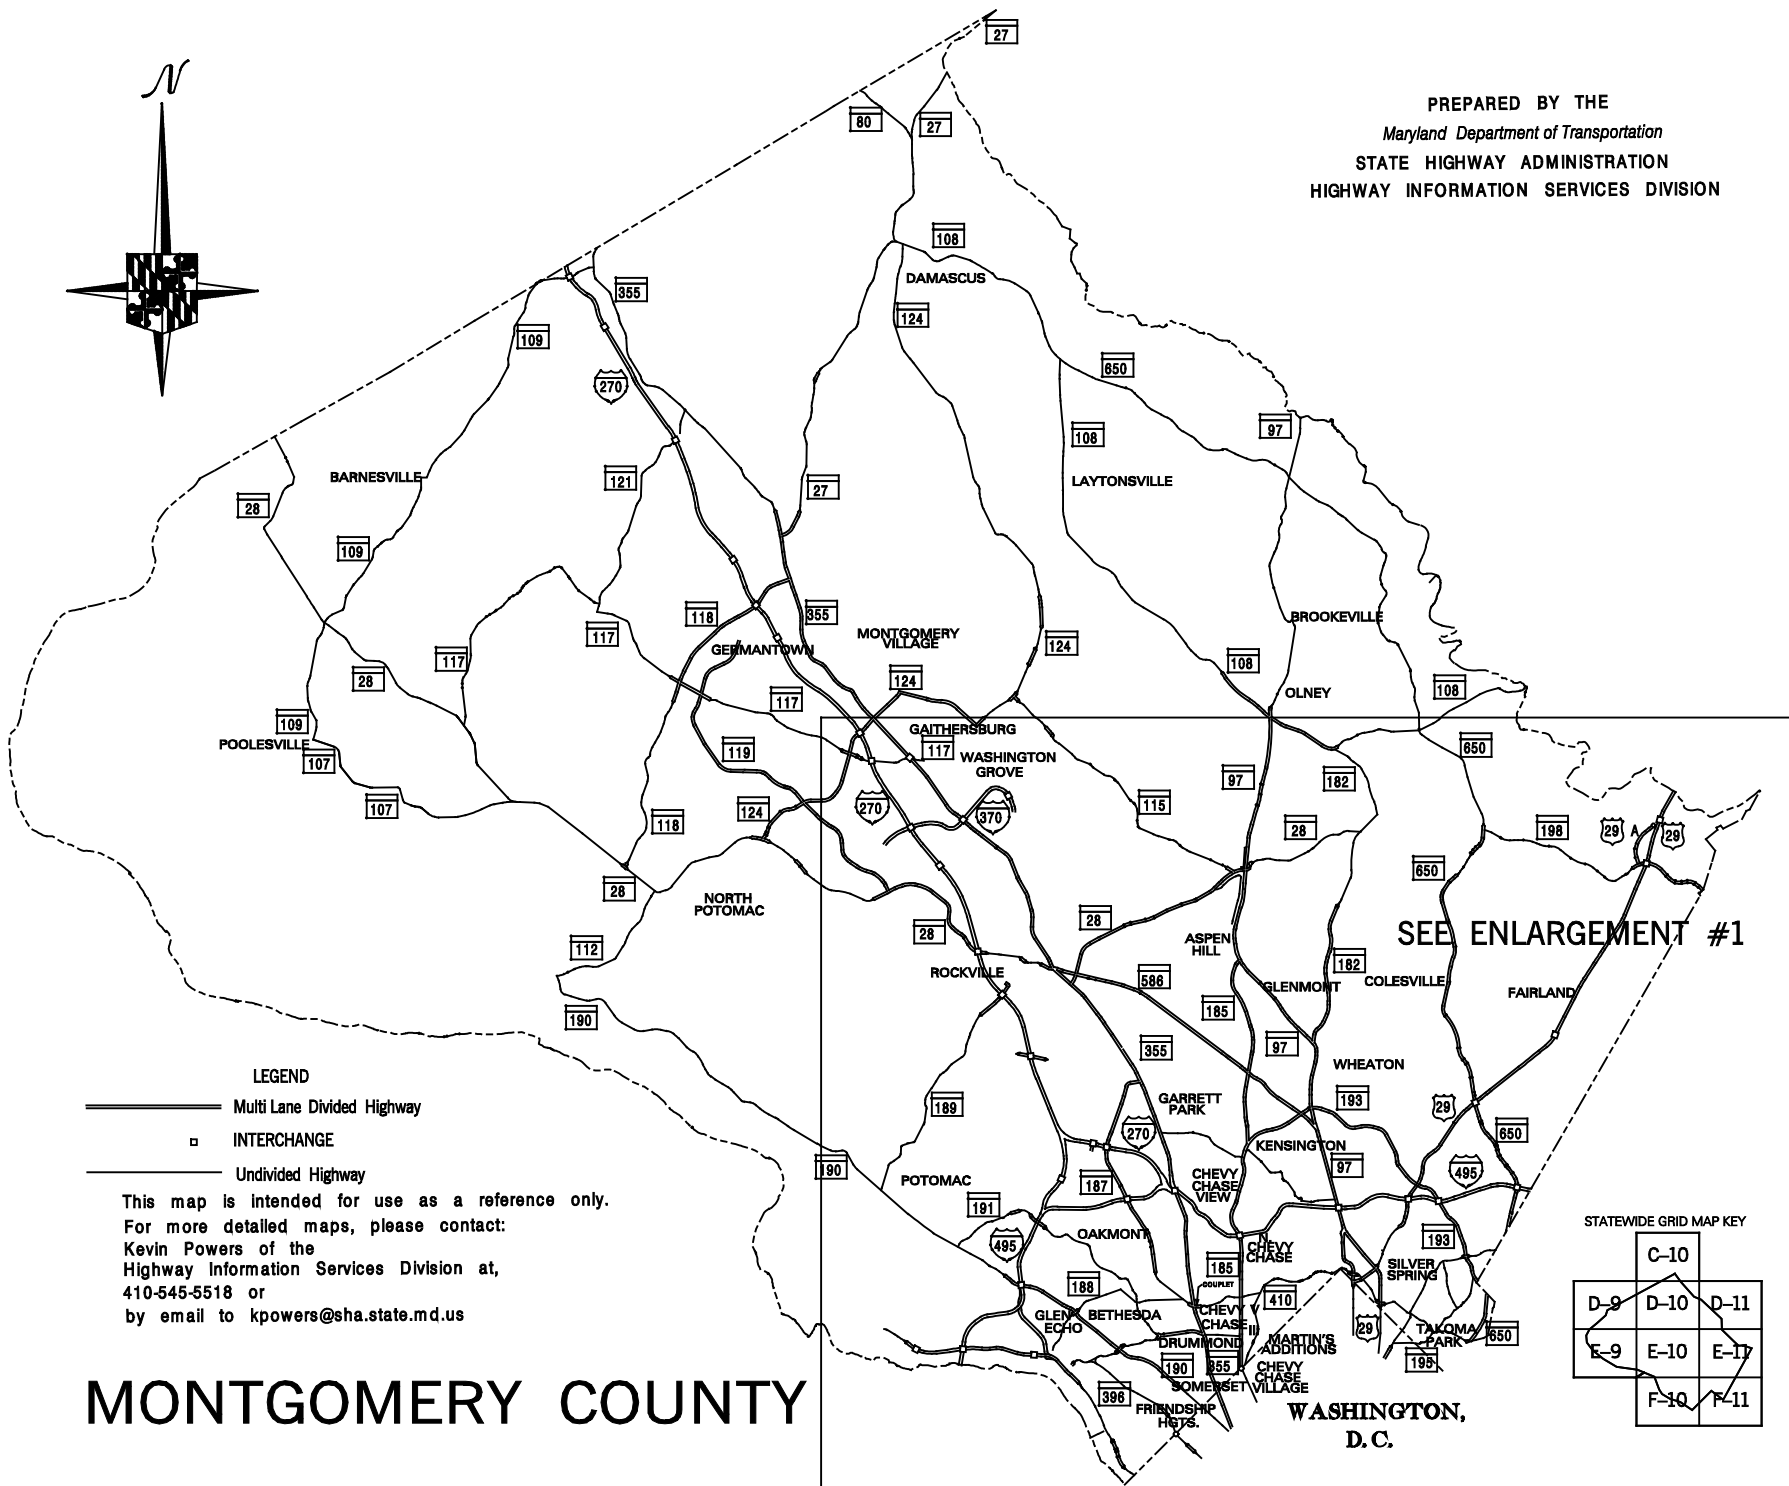 N
27
80
27
PREPARED BY THE
Maryland Department of Transportation
STATE HIGHWAY ADMINISTRATION
HIGHWAY INFORMATION SERVICES DIVISION
108
DAMASCUS
355
124
109
270
650
97
108
BARNESVILLE
121
LAYTONSVILLE
27
28
109
118
355
BROOKEVILLE
117
MONTGOMERY
VILLAGE
124
GERMANTOWN
117
28
124
108
108
OLNEY
117
109
GAITHERSBURG
POOLESVILLE
119
117
650
107
WASHINGTON
GROVE
97
182
107
124
270
370
115
118
28
198
29
A
29
28
650
NORTH
POTOMAC
28
28
SEE ENLARGEMENT #1
112
ASPEN
HILL
ROCKVILLE
586
182
COLESVILLE
GLENMONT
FAIRLAND
190
185
97
355
WHEATON
LEGEND
Multi Lane Divided Highway
189
GARRETT
PARK
193
29
INTERCHANGE
270
650
KENSINGTON
Undivided Highway
190
97
495
POTOMAC
187
CHEVY
CHASE
VIEW
This map is intended for use as a reference only.
191
For more detailed maps, please contact:
OAKMONT
STATEWIDE GRID MAP KEY
Kevin Powers of the
495
N.
CHEVY
CHASE
193
C-10
Highway Information Services Division at,
185
SILVER
SPRING
410-545-5518 or
188
COUPLET
410
D-9 D-10 D-11
by email to kpowers@sha.state.md.us
GLEN
ECHO
BETHESDA
CHEVY V
CHASE
III
29
TAKOMA
PARK
650
DRUMMOND
MARTIN'S
ADDITIONS
E-9 E-10 E-11
190
355
195
CHEVY
CHASE
VILLAGE
SOMERSET
396
MONTGOMERY COUNTY
FRIENDSHIP
HGTS.
WASHINGTON,
D.C.
F-10 F-11